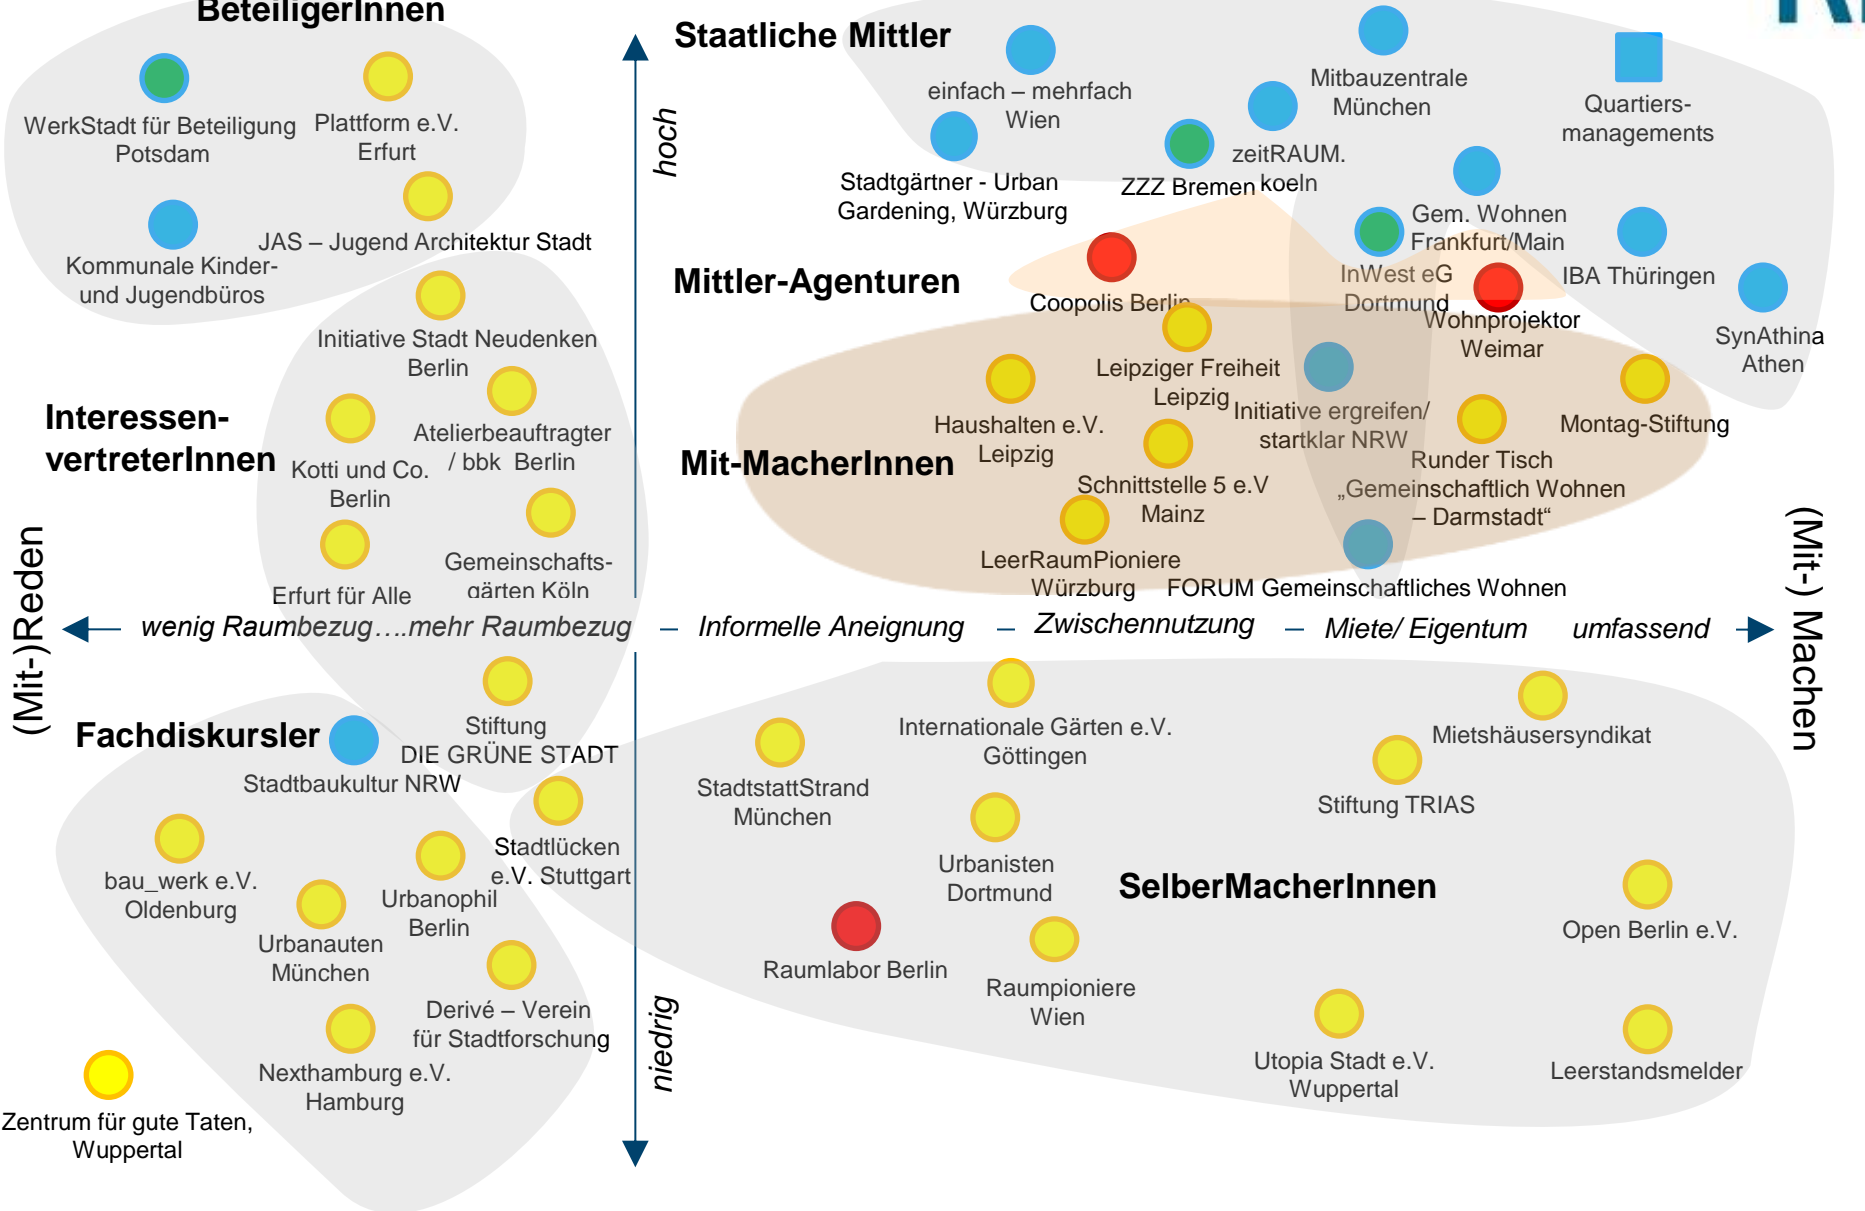 BeteiligerInnen
WerkStadt für Beteiligung
Potsdam
Plattform e.V.
Erfurt
Kommunale Kinder-
und Jugendbüros
JAS – Jugend Architektur Stadt
Initiative Stadt Neudenken
Berlin
Interessen-
vertreterInnen
Atelierbeauftragter
/ bbk Berlin
Kotti und Co.
Berlin
Gemeinschafts-
gärten Köln
Erfurt für Alle
hoch
Staatliche Mittler
einfach – mehrfach
Wien
Mitbauzentrale
München
Quartiers-
managements
Stadtgärtner - Urban
Gardening, Würzburg
ZZZ Bremen
zeitRAUM.
koeln
Gem. Wohnen
Frankfurt/Main
InWest eG
Dortmund
IBA Thüringen
SynAthina
Athen
Mittler-Agenturen
Coopolis Berlin
Wohnprojektor
Weimar
Leipziger Freiheit
Leipzig
Haushalten e.V.
Leipzig
Initiative ergreifen/
startklar NRW
Montag-Stiftung
Mit-MacherInnen
Schnittstelle 5 e.V
Mainz
Runder Tisch
„Gemeinschaftlich Wohnen
– Darmstadt“
LeerRaumPioniere
Würzburg
FORUM Gemeinschaftliches Wohnen
(Mit-)Reden
wenig Raumbezug….mehr Raumbezug
Informelle Aneignung
Zwischennutzung
Miete/ Eigentum
umfassend
(Mit-) Machen
Stiftung
DIE GRÜNE STADT
Fachdiskursler
Stadtbaukultur NRW
Stadtlücken
e.V. Stuttgart
bau_werk e.V.
Oldenburg
Urbanophil
Berlin
Urbanauten
München
Derivé – Verein
für Stadtforschung
Nexthamburg e.V.
Hamburg
Zentrum für gute Taten,
Wuppertal
niedrig
Internationale Gärten e.V.
Göttingen
StadtstattStrand
München
Mietshäusersyndikat
Stiftung TRIAS
Urbanisten
Dortmund
SelberMacherInnen
Open Berlin e.V.
Raumlabor Berlin
Raumpioniere
Wien
Utopia Stadt e.V.
Wuppertal
Leerstandsmelder